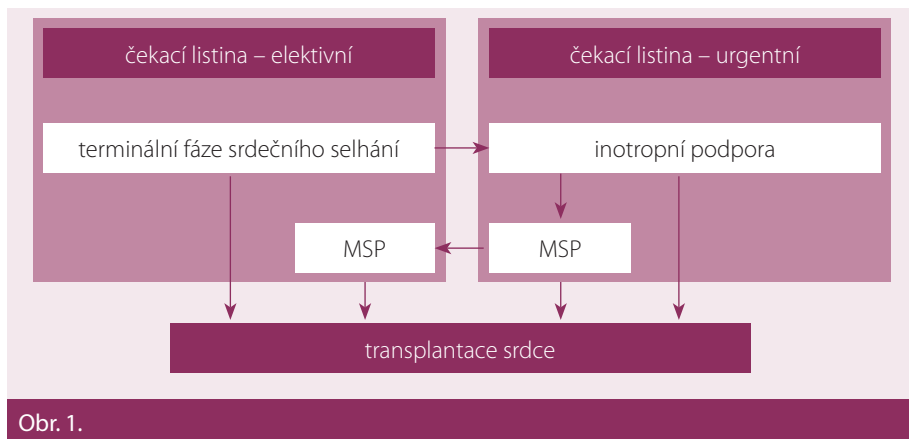 čekací listina – elektivní
čekací listina – urgentní
terminální fáze srdečního selhání
inotropní podpora
MSP
MSP
transplantace srdce
Obr. 1.